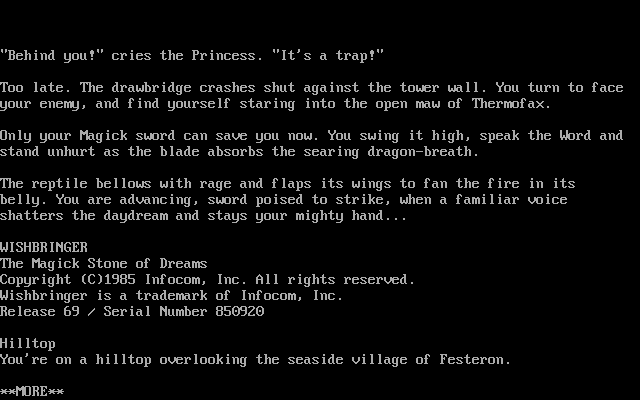 "Behind you!" cries the Princess. "It's a trap!"
Too late. The drawbridge crashes shut against the tower wall. You turn to face
your enemy, and find yourself staring into the open maw of Thermofax.
Only your Magick sword can save you now. You swing it high, speak the Word and
stand unhurt as the blade absorbs the searing dragon-breath.
The reptile bellows with rage and flaps its wings to fan the fire in its
belly. You are advancing, sword poised to strike, when a familiar voice
shatters the daydream and stays your mighty hand...
WISHBRINGER
The Magick Stone of Dreams
Copyright (C)1985 Infocom, Inc. All rights reserved.
Wishbringer is a trademark of Infocom, Inc.
Release 69 / Serial Number 850920
Hilltop
You're on a hilltop overlooking the seaside village of Festeron.
**MORE**